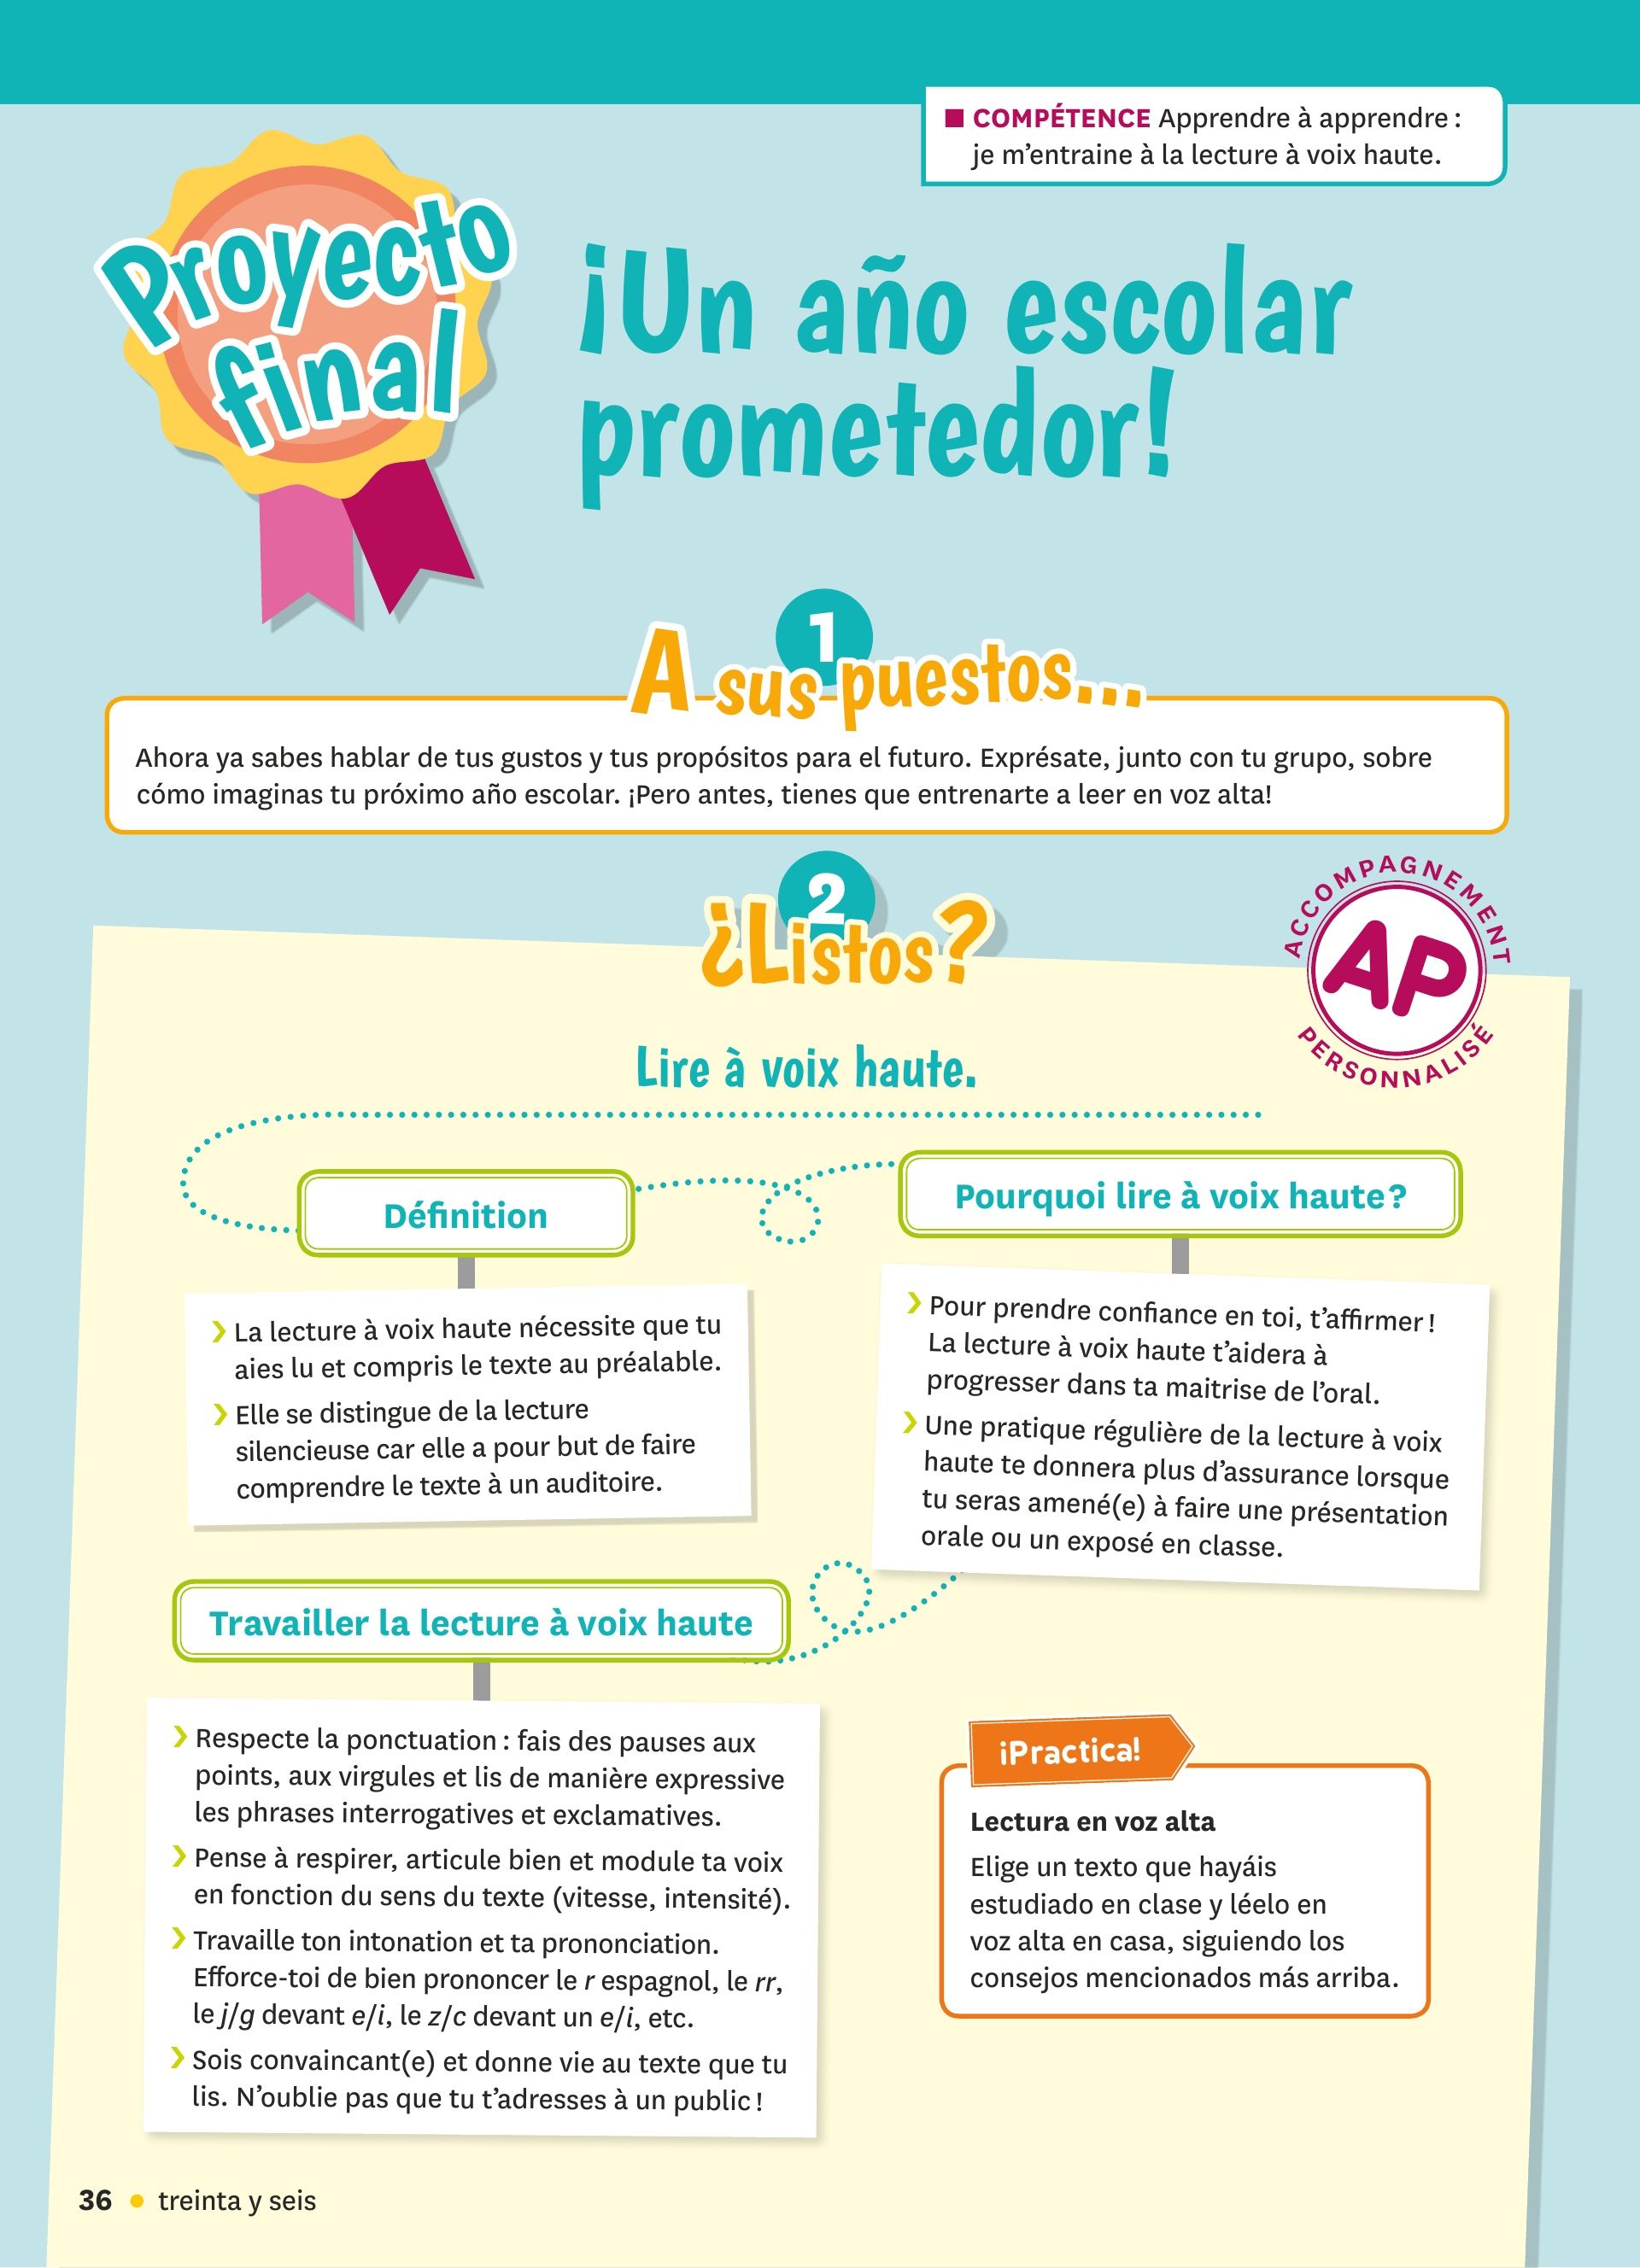 ■ COMPÉTENCE Apprendre à apprendre :
je m’entraine à la lecture à voix haute.
Proyecto
final
¡Un año escolar
prometedor!
1
A sus puestos...
Ahora ya sabes hablar de tus gustos y tus propósitos para el futuro. Exprésate, junto con tu grupo, sobre
cómo imaginas tu próximo año escolar. ¡Pero antes, tienes que entrenarte a leer en voz alta!
2
¿Listos?
ACCOMPAGNEMENT
AP
PERSONNALISÉ
Lire à voix haute.
Définition
› La lecture à voix haute nécessite que tu
aies lu et compris le texte au préalable.
› Elle se distingue de la lecture
silencieuse car elle a pour but de faire
comprendre le texte à un auditoire.
Pourquoi lire à voix haute ?
› Pour prendre confiance en toi, t’affirmer !
La lecture à voix haute t’aidera à
progresser dans ta maitrise de l’oral.
› Une pratique régulière de la lecture à voix
haute te donnera plus d’assurance lorsque
tu seras amené(e) à faire une présentation
orale ou un exposé en classe.
Travailler la lecture à voix haute
› Respecte la ponctuation : fais des pauses aux
points, aux virgules et lis de manière expressive
les phrases interrogatives et exclamatives.
› Pense à respirer, articule bien et module ta voix
en fonction du sens du texte (vitesse, intensité).
› Travaille ton intonation et ta prononciation.
Efforce-toi de bien prononcer le r espagnol, le rr,
le j/g devant e/i, le z/c devant un e/i, etc.
› Sois convaincant(e) et donne vie au texte que tu
lis. N’oublie pas que tu t’adresses à un public !
¡Practica!
Lectura en voz alta
Elige un texto que hayáis
estudiado en clase y léelo en
voz alta en casa, siguiendo los
consejos mencionados más arriba.
36 • treinta y seis